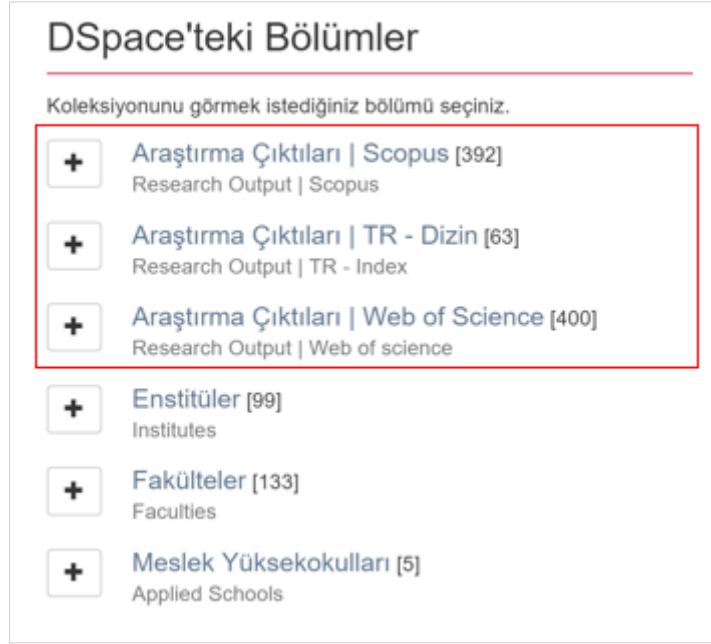 DSpace'teki Bölümler
Koleksiyonunu görmek istediğiniz bölümü seçiniz.
Araştırma Çıktıları | Scopus [392]
Research Output | Scopus
Araştırma Çıktıları | TR - Dizin [63]
Research Output | TR - Index
Araştırma Çıktıları | Web of Science [400]
Research Output | Web of science
Enstitüler [99]
Institutes
Fakülteler [133]
Faculties
Meslek Yüksekokulları [5]
Applied Schools